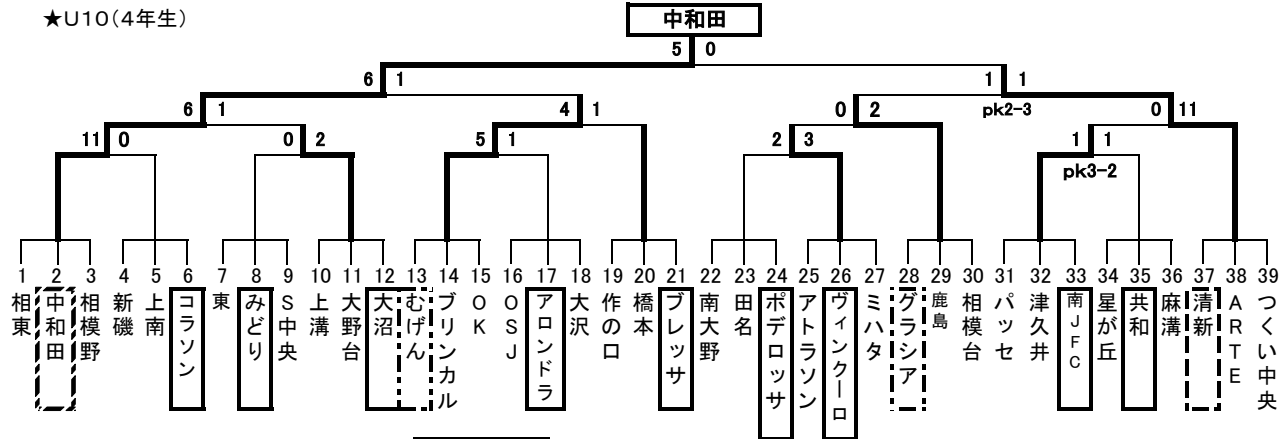 ★U10(4年生)
中和田
5 0
6 1 1 1
6 1 4 1 0 2 pk2-3 0 11
11 0 0 2 5 1 2 3 1 1
pk3-2
1 2 3 4 5 6 7 8 9 10 11 12 13 14 15 16 17 18 19 20 21 22 23 24 25 26 27 28 29 30 31 32 33 34 35 36 37 38 39
相東
中和田
相模野
新磯
上南
コラソン
東
みどり
S中央
上溝
大野台
大沼
むげん
ブリンカル
OK
OSJ
アロンドラ
大沢
作の口
橋本
ブレッサ
南大野
田名
ポデロッサ
アトラソン
ヴィンクーロ
ミハタ
グラシア
鹿島
相模台
パッセ
津久井
南JFC
星が丘
共和
麻溝
清新
ARTE
つくい中央